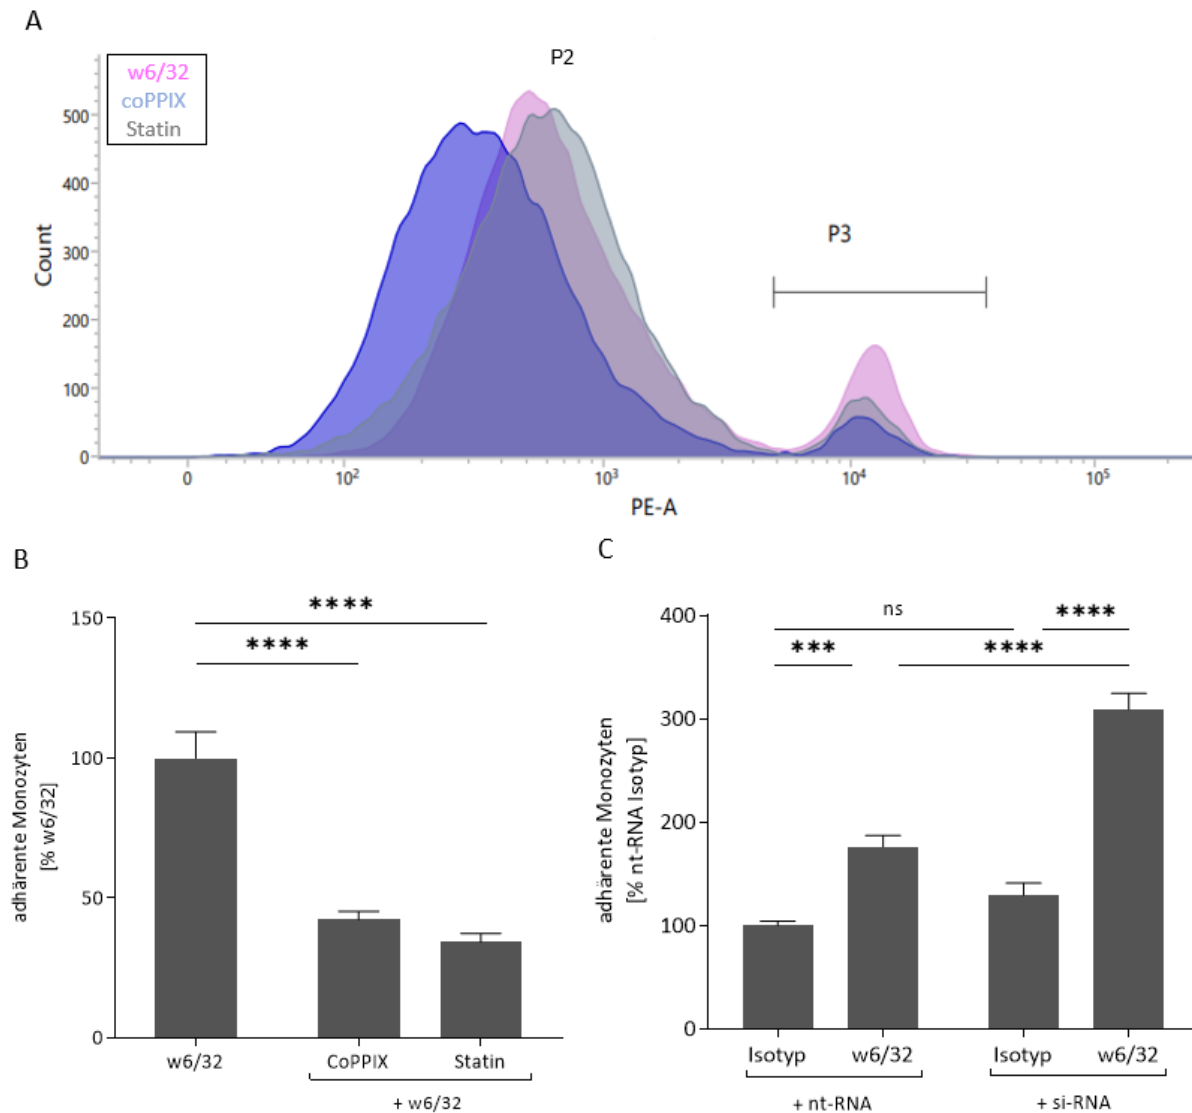 A
w6/32
coPPIX
Statin
P2
P3
Count
500
400
300
200
100
0
0
10²
10³
10⁴
10⁵
PE-A
B
adhärente Monozyten
[% w6/32]
150
100
50
0
****
****
w6/32
CoPPIX
Statin
+ w6/32
C
adhärente Monozyten
[% nt-RNA Isotyp]
400
300
200
100
0
ns
****
***
****
Isotyp
w6/32
Isotyp
w6/32
+ nt-RNA
+ si-RNA